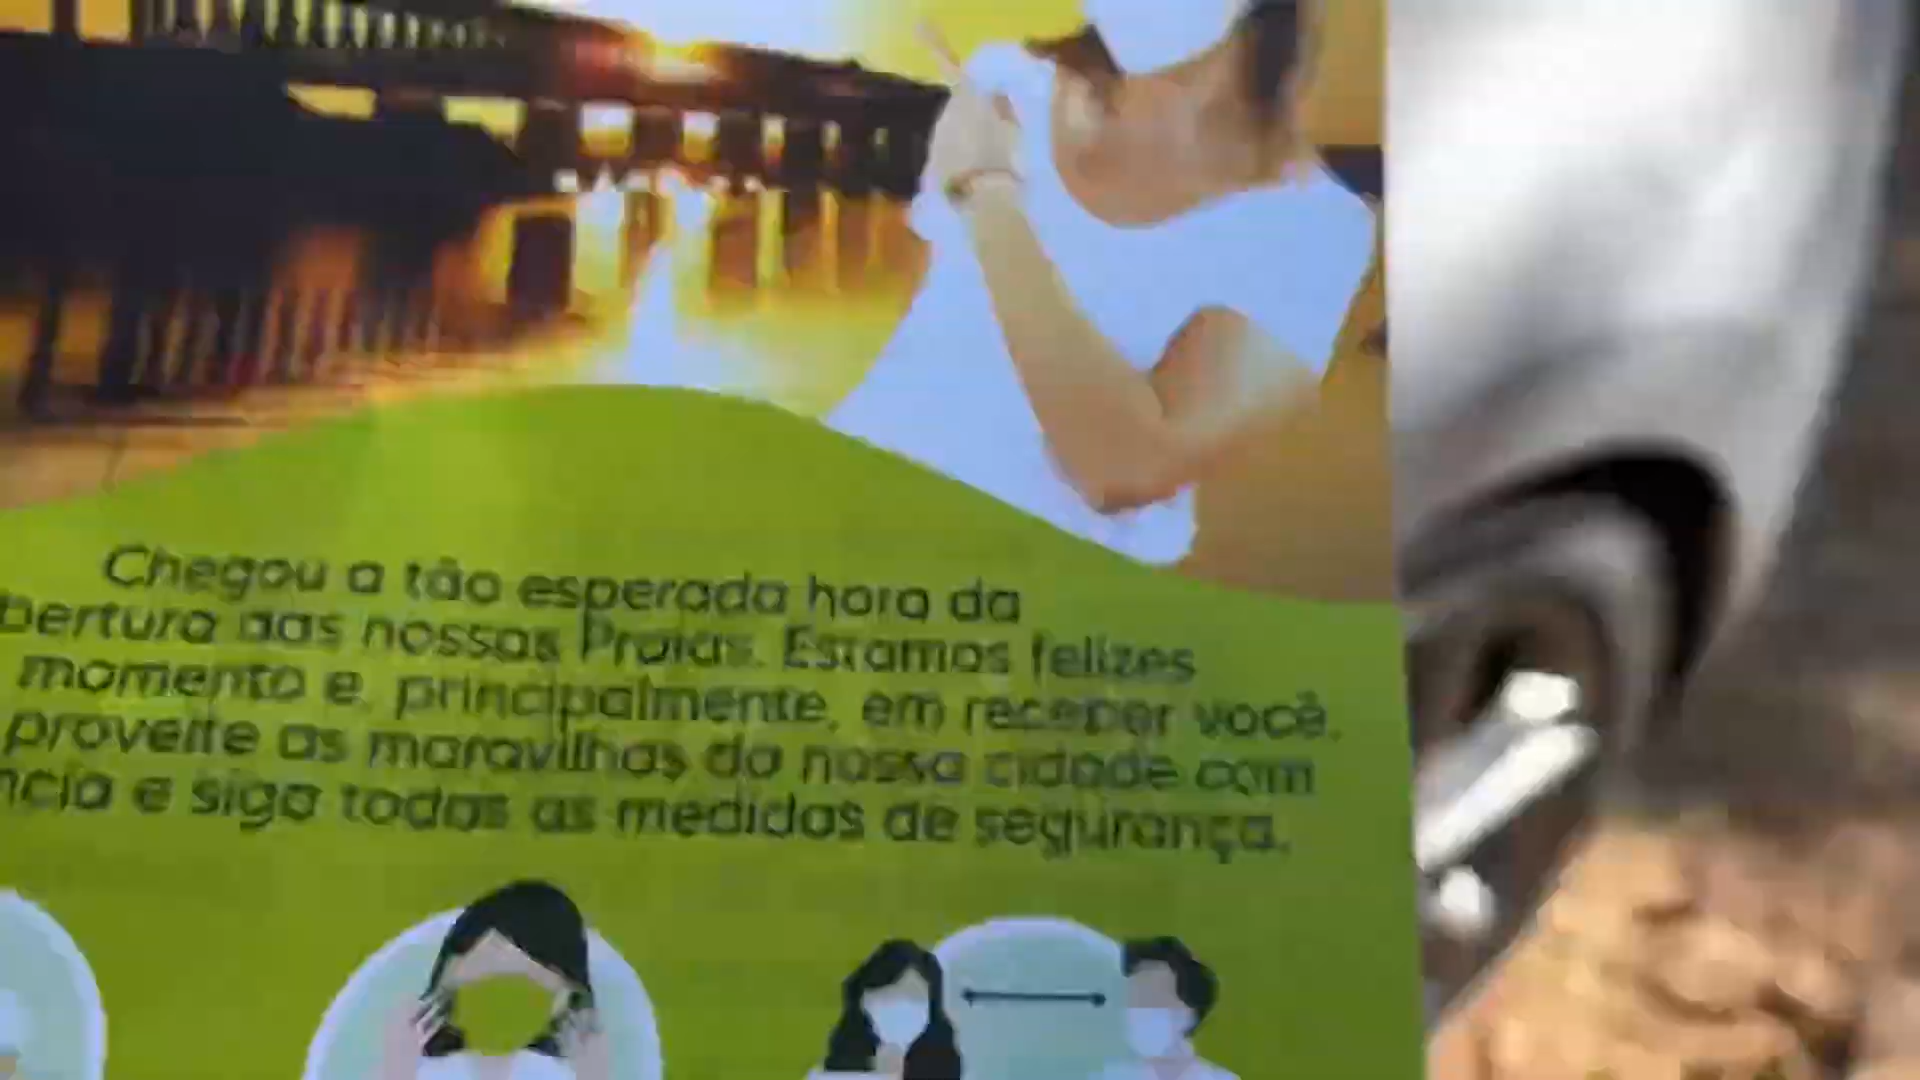 Chegou a tão esperada hora da
bertura das nossas Praias. Estamos felizes
momento e, principalmente, em receber você.
proveite as maravilhas da nossa cidade com
ncia e siga todas as medidas de segurança.